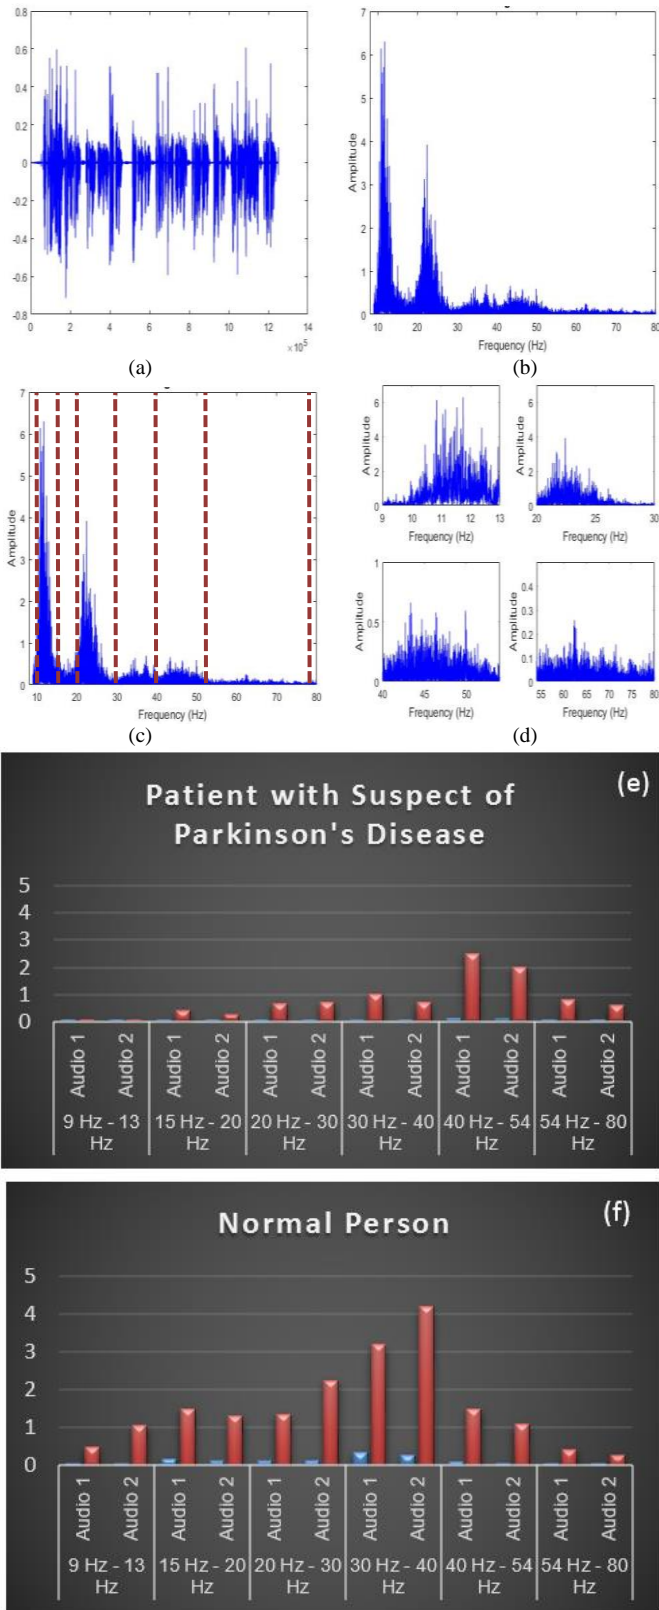 0.8
0.6
0.4
0.2
0
-0.2
-0.4
-0.6
-0.8
0 2 4 6 8 10 12 14
×10⁵
(a)
Amplitude
7
6
5
4
3
2
1
0
10 20 30 40 50 60 70 80
Frequency (Hz)
(b)
Amplitude
7
6
5
4
3
2
1
0
10 20 30 40 50 60 70 80
Frequency (Hz)
(c)
Amplitude
6
4
2
0
9 10 11 12 13
Frequency (Hz)
Amplitude
6
4
2
0
20 25 30
Frequency (Hz)
Amplitude
1
0.5
0
40 45 50
Frequency (Hz)
Amplitude
0.4
0.3
0.2
0.1
0
55 60 65 70 75 80
Frequency (Hz)
(d)
(e)
Patient with Suspect of
Parkinson's Disease
5
4
3
2
1
0
Audio 1 Audio 2 Audio 1 Audio 2 Audio 1 Audio 2 Audio 1 Audio 2 Audio 1 Audio 2 Audio 1 Audio 2
9 Hz - 13 15 Hz - 20 20 Hz - 30 30 Hz - 40 40 Hz - 54 54 Hz - 80
Hz Hz Hz Hz Hz Hz
(f)
Normal Person
5
4
3
2
1
0
Audio 1 Audio 2 Audio 1 Audio 2 Audio 1 Audio 2 Audio 1 Audio 2 Audio 1 Audio 2 Audio 1 Audio 2
9 Hz - 13 15 Hz - 20 20 Hz - 30 30 Hz - 40 40 Hz - 54 54 Hz - 80
Hz Hz Hz Hz Hz Hz